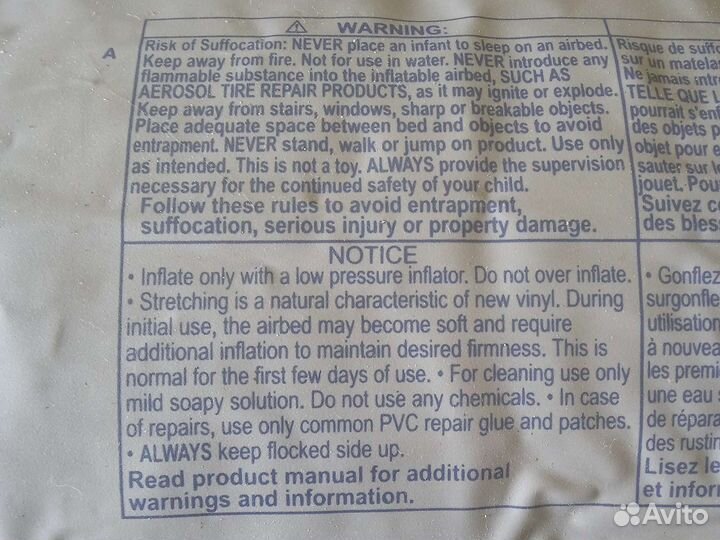 ⚠ WARNING:
A
Risk of Suffocation: NEVER place an infant to sleep on an airbed.
Keep away from fire. Not for use in water. NEVER introduce any
flammable substance into the inflatable airbed, SUCH AS
AEROSOL TIRE REPAIR PRODUCTS, as it may ignite or explode.
Keep away from stairs, windows, sharp or breakable objects.
Place adequate space between bed and objects to avoid
entrapment. NEVER stand, walk or jump on product. Use only
as intended. This is not a toy. ALWAYS provide the supervision
necessary for the continued safety of your child.
Follow these rules to avoid entrapment,
suffocation, serious injury or property damage.
NOTICE
• Inflate only with a low pressure inflator. Do not over inflate.
• Stretching is a natural characteristic of new vinyl. During
initial use, the airbed may become soft and require
additional inflation to maintain desired firmness. This is
normal for the first few days of use. • For cleaning use only
mild soapy solution. Do not use any chemicals. • In case
of repairs, use only common PVC repair glue and patches.
• ALWAYS keep flocked side up.
Read product manual for additional
warnings and information.
Risque de
sur un matelas
Ne jamais
TELLE QUE
pourrait
des objets
objet pour
sauter sur
jouet.
Suivez
des
• Gonflez
surgonfle
utilisation
à nouvea
les premi
une eau
de répara
des rustin
Lisez le
et infor
Avito